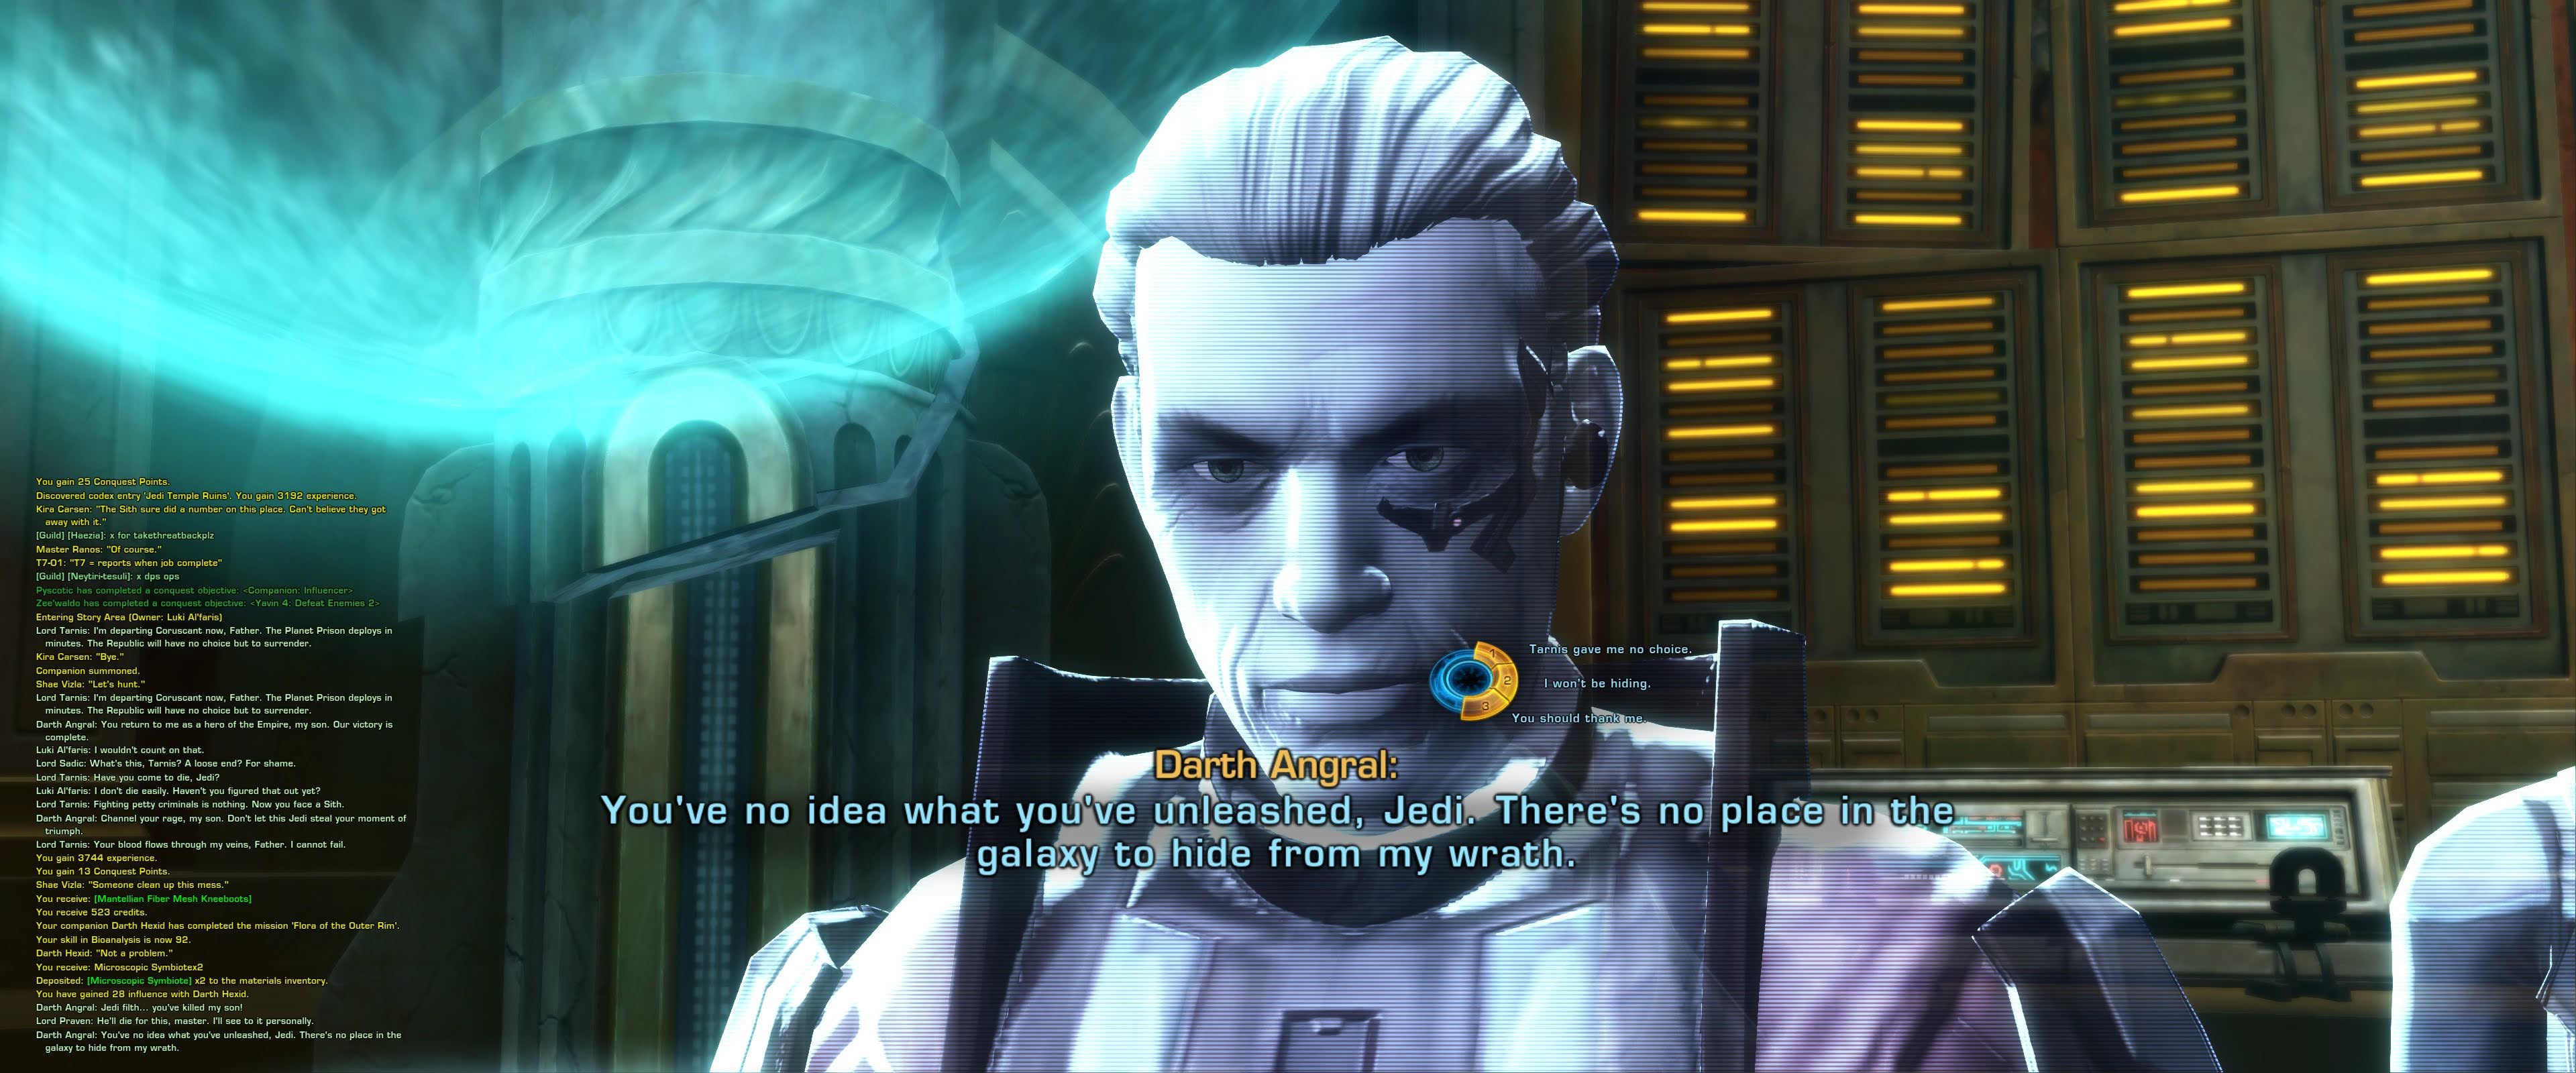 You gain 25 Conquest Points.
Discovered codex entry 'Jedi Temple Ruins'. You gain 3192 experience.
Kira Carsen: "The Sith sure did a number on this place. Can't believe they got
away with it."
[Guild] [Haezia]: x for takethreatbackplz
Master Ranos: "Of course."
T7-01: "T7 = reports when job complete"
[Guild] [Neytiri-tesuli]: x dps ops
Pyscotic has completed a conquest objective: <Companion: Influencer>
Zee'waldo has completed a conquest objective: <Yavin 4: Defeat Enemies 2>
Entering Story Area (Owner: Luki Al'faris)
Lord Tarnis: I'm departing Coruscant now, Father. The Planet Prison deploys in
minutes. The Republic will have no choice but to surrender.
Kira Carsen: "Bye."
Companion summoned.
Shae Vizla: "Let's hunt."
Lord Tarnis: I'm departing Coruscant now, Father. The Planet Prison deploys in
minutes. The Republic will have no choice but to surrender.
Darth Angral: You return to me as a hero of the Empire, my son. Our victory is
complete.
Luki Al'faris: I wouldn't count on that.
Lord Sadic: What's this, Tarnis? A loose end? For shame.
Lord Tarnis: Have you come to die, Jedi?
Luki Al'faris: I don't die easily. Haven't you figured that out yet?
Lord Tarnis: Fighting petty criminals is nothing. Now you face a Sith.
Darth Angral: Channel your rage, my son. Don't let this Jedi steal your moment of
triumph.
Lord Tarnis: Your blood flows through my veins, Father. I cannot fail.
You gain 3744 experience.
You gain 13 Conquest Points.
Shae Vizla: "Someone clean up this mess."
You receive: [Mantellian Fiber Mesh Kneeboots]
You receive 523 credits.
Your companion Darth Hexid has completed the mission 'Flora of the Outer Rim'.
Your skill in Bioanalysis is now 92.
Darth Hexid: "Not a problem."
You receive: Microscopic Symbiotex2
Deposited: [Microscopic Symbiote] x2 to the materials inventory.
You have gained 28 influence with Darth Hexid.
Darth Angral: Jedi filth... you've killed my son!
Lord Praven: He'll die for this, master. I'll see to it personally.
Darth Angral: You've no idea what you've unleashed, Jedi. There's no place in the
galaxy to hide from my wrath.
1 Tarnis gave me no choice.
2 I won't be hiding.
3 You should thank me.
Darth Angral:
You've no idea what you've unleashed, Jedi. There's no place in the
galaxy to hide from my wrath.